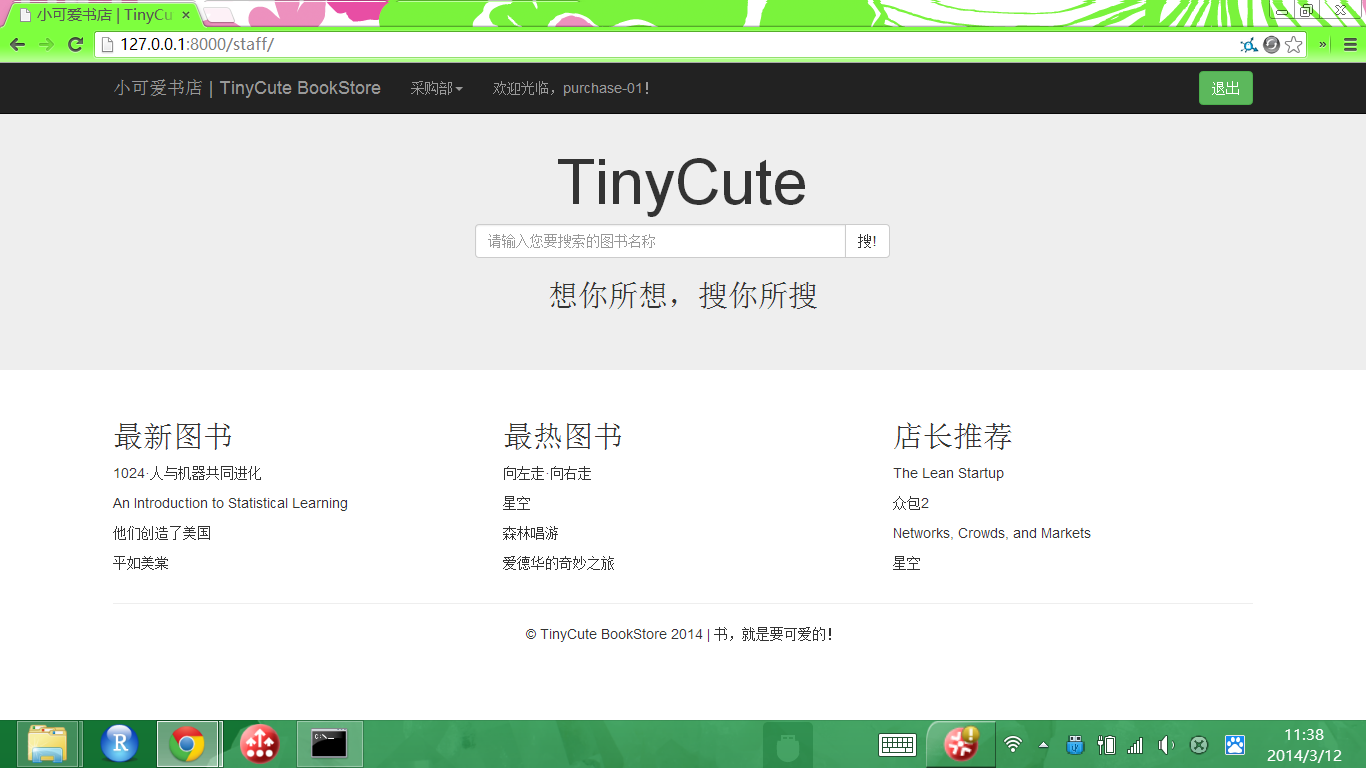 小可爱书店 | TinyCu
127.0.0.1:8000/staff/
小可爱书店 | TinyCute BookStore 采购部 欢迎光临，purchase-01! 退出
TinyCute
请输入您要搜索的图书名称 搜!
想你所想，搜你所搜
最新图书 最热图书 店长推荐
1024·人与机器共同进化 向左走·向右走 The Lean Startup
An Introduction to Statistical Learning 星空 众包2
他们创造了美国 森林唱游 Networks, Crowds, and Markets
平如美棠 爱德华的奇妙之旅 星空
© TinyCute BookStore 2014 | 书，就是要可爱的!
11:38
2014/3/12